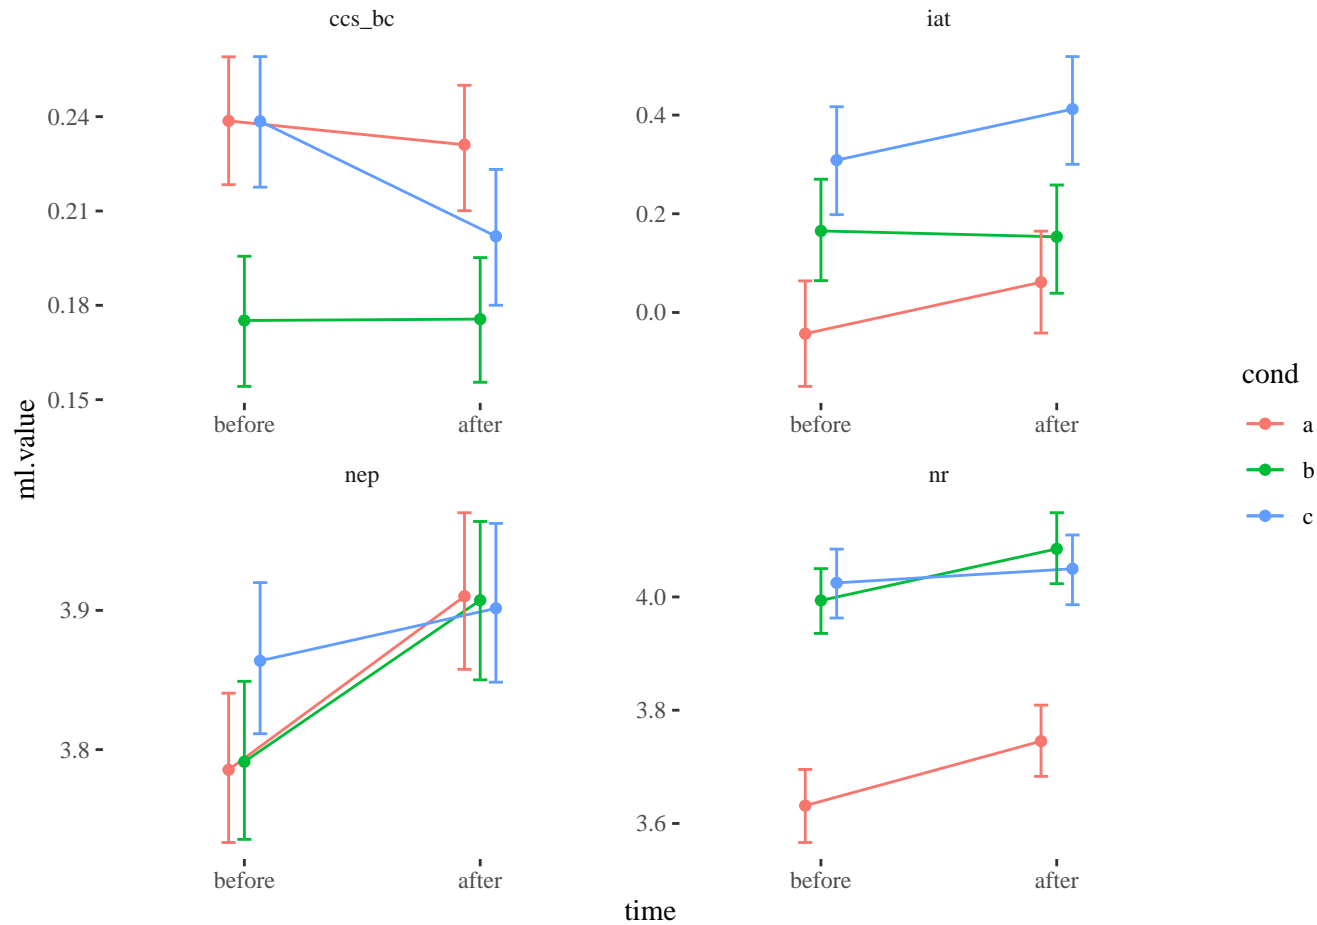 ccs_bc
iat
0.24
0.21
0.18
0.15
0.4
0.2
0.0
before
after
before
after
nep
nr
3.9
3.8
4.0
3.8
3.6
before
after
before
after
time
ml.value
cond
a
b
c